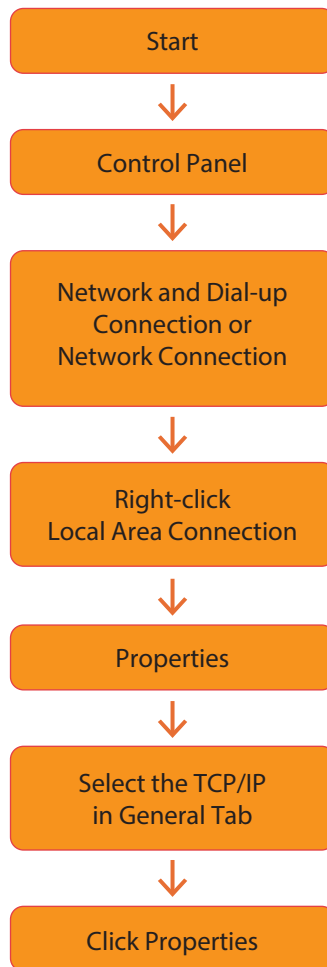 Start
Control Panel
Network and Dial-up
Connection or
Network Connection
Right-click
Local Area Connection
Properties
Select the TCP/IP
in General Tab
Click Properties